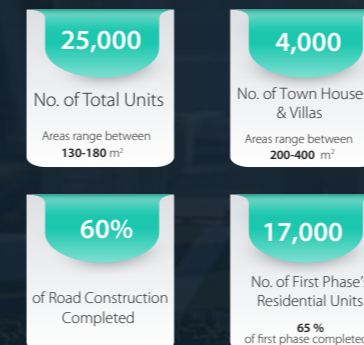 25,000
No. of Total Units
Areas range between
130-180 m²
4,000
No. of Town House
& Villas
Areas range between
200-400 m²
60%
of Road Construction
Completed
17,000
No. of First Phase'
Residential Units
65 %
of first phase completed